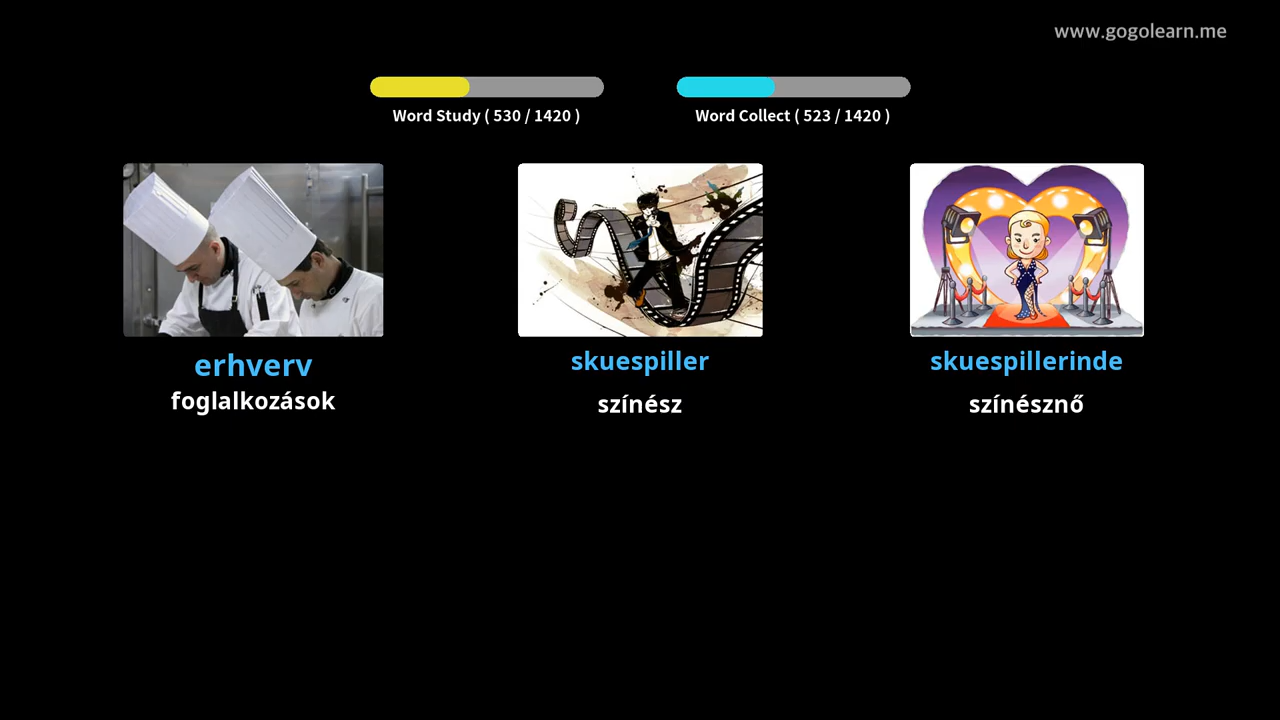 www.gogolearn.me
Word Study ( 530 / 1420 )
Word Collect ( 523 / 1420 )
erhverv
foglalkozások
skuespiller
színész
skuespillerinde
színésznő